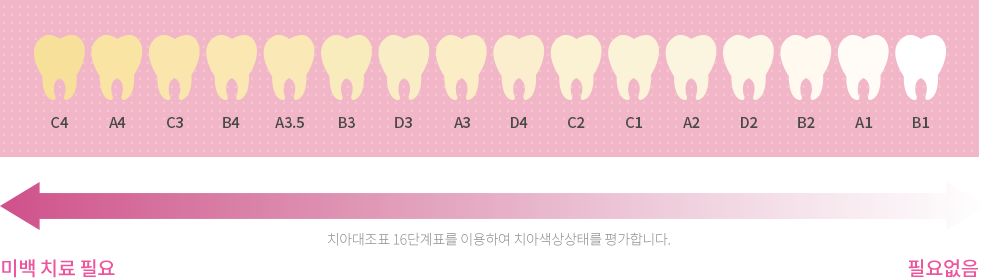 C4 A4 C3 B4 A3.5 B3 D3 A3 D4 C2 C1 A2 D2 B2 A1 B1
치아대조표 16단계표를 이용하여 치아색상상태를 평가합니다.
미백 치료 필요 필요없음